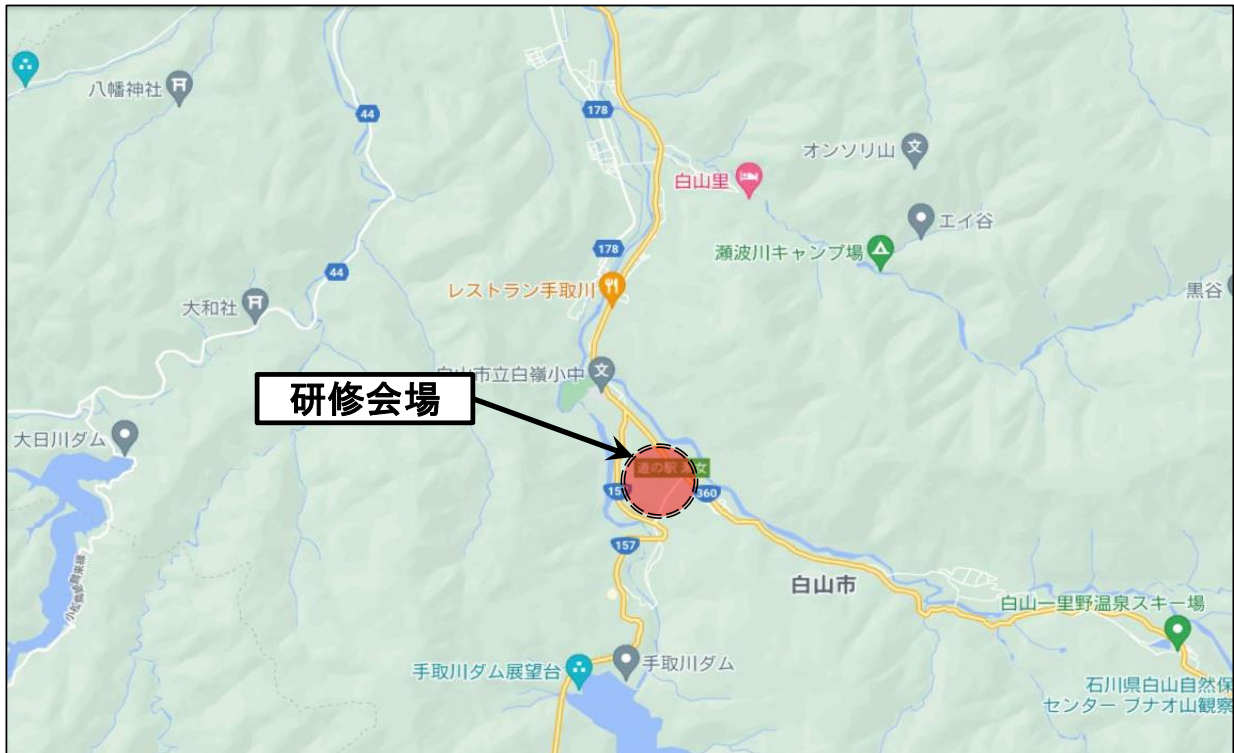 八幡神社
44
178
オンソリ山
白山里
エイ谷
178
瀬波川キャンプ場
44
レストラン手取川
黒谷
大和社
白山市立白嶺小中
研修会場
大日川ダム
道の駅 瀬女
157
360
157
白山市
白山一里野温泉スキー場
手取川ダム展望台
手取川ダム
石川県白山自然保
センター ブナオ山観察